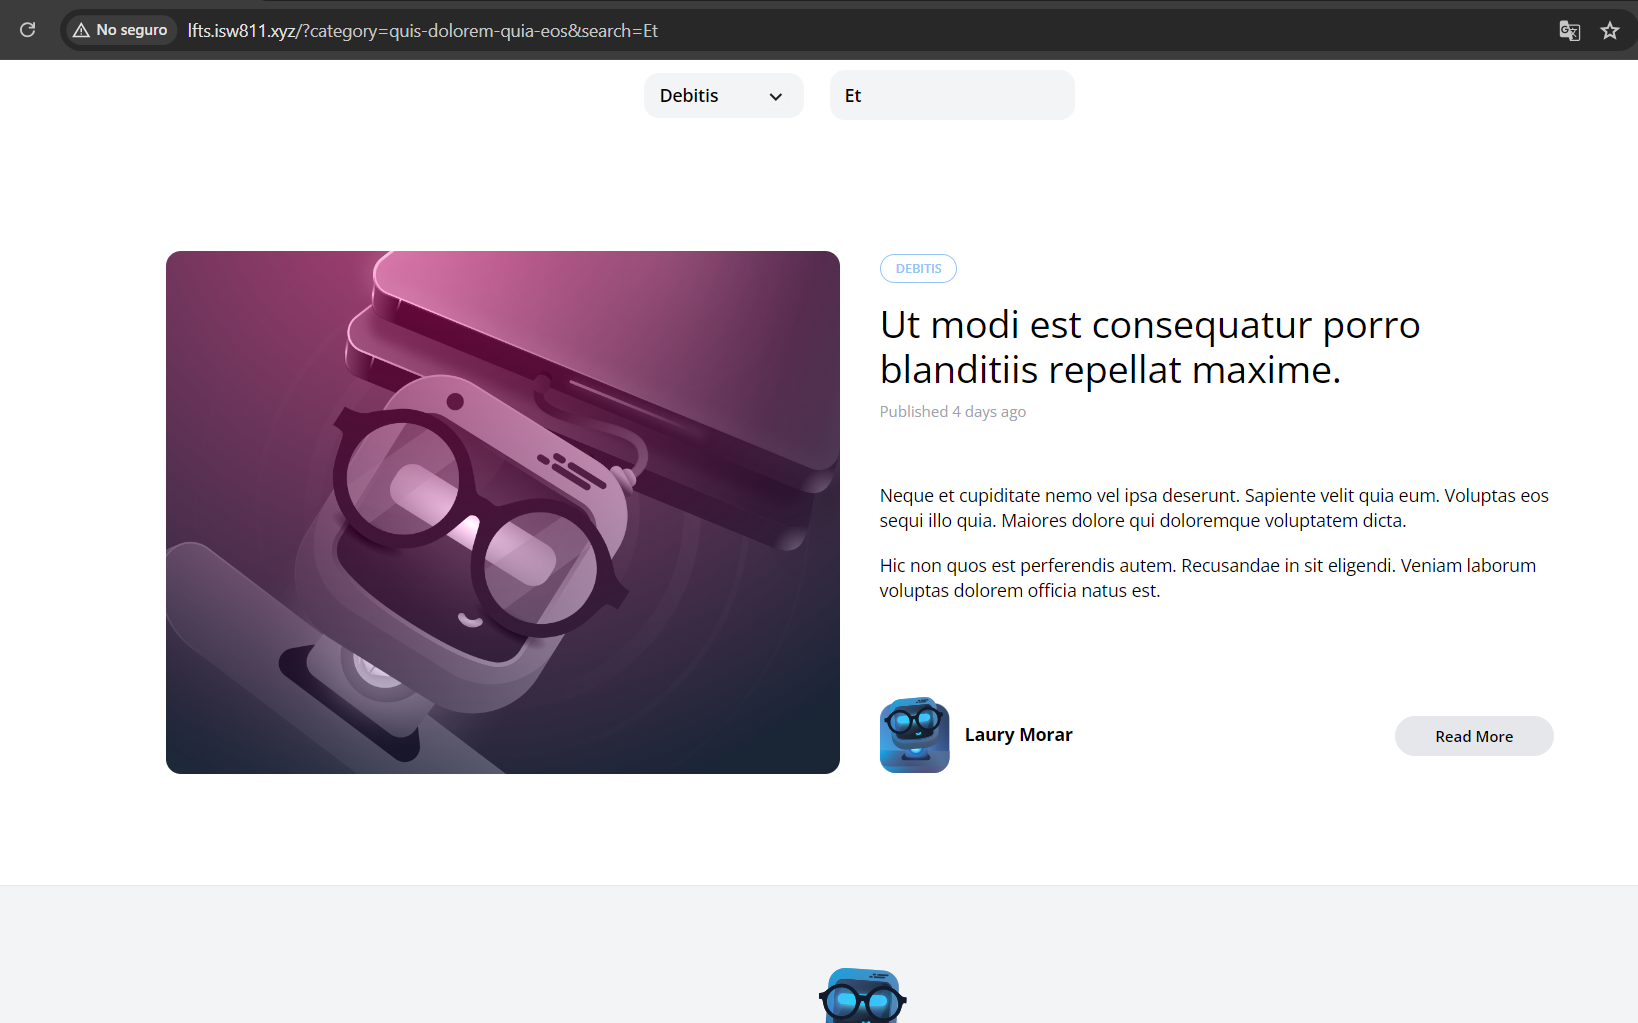 No seguro
lfts.isw811.xyz/?category=quis-dolorem-quia-eos&search=Et
Debitis
Et
DEBITIS
Ut modi est consequatur porro
blanditiis repellat maxime.
Published 4 days ago
Neque et cupiditate nemo vel ipsa deserunt. Sapiente velit quia eum. Voluptas eos
sequi illo quia. Maiores dolore qui doloremque voluptatem dicta.
Hic non quos est perferendis autem. Recusandae in sit eligendi. Veniam laborum
voluptas dolorem officia natus est.
Laury Morar
Read More